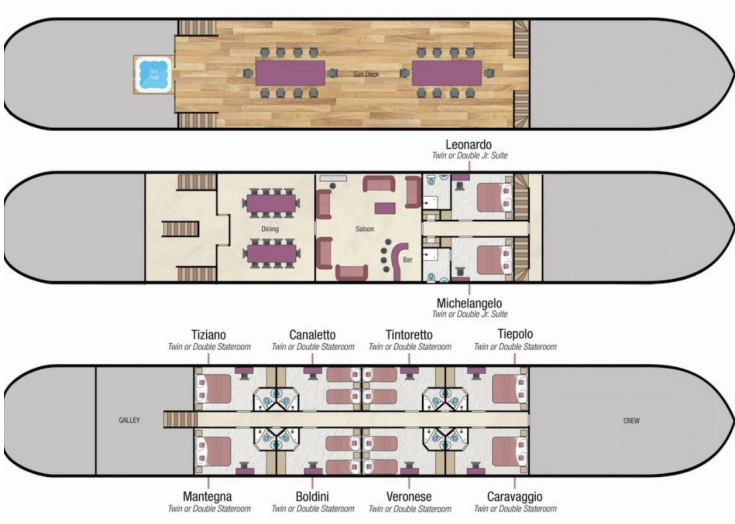 Sun Deck
Leonardo
Twin or Double Jr. Suite
Dining
Saloon
Bar
Michelangelo
Twin or Double Jr. Suite
Tiziano
Twin or Double Stateroom
Canaletto
Twin or Double Stateroom
Tintoretto
Twin or Double Stateroom
Tiepolo
Twin or Double Stateroom
GALLEY
CREW
Mantegna
Twin or Double Stateroom
Boldini
Twin or Double Stateroom
Veronese
Twin or Double Stateroom
Caravaggio
Twin or Double Stateroom